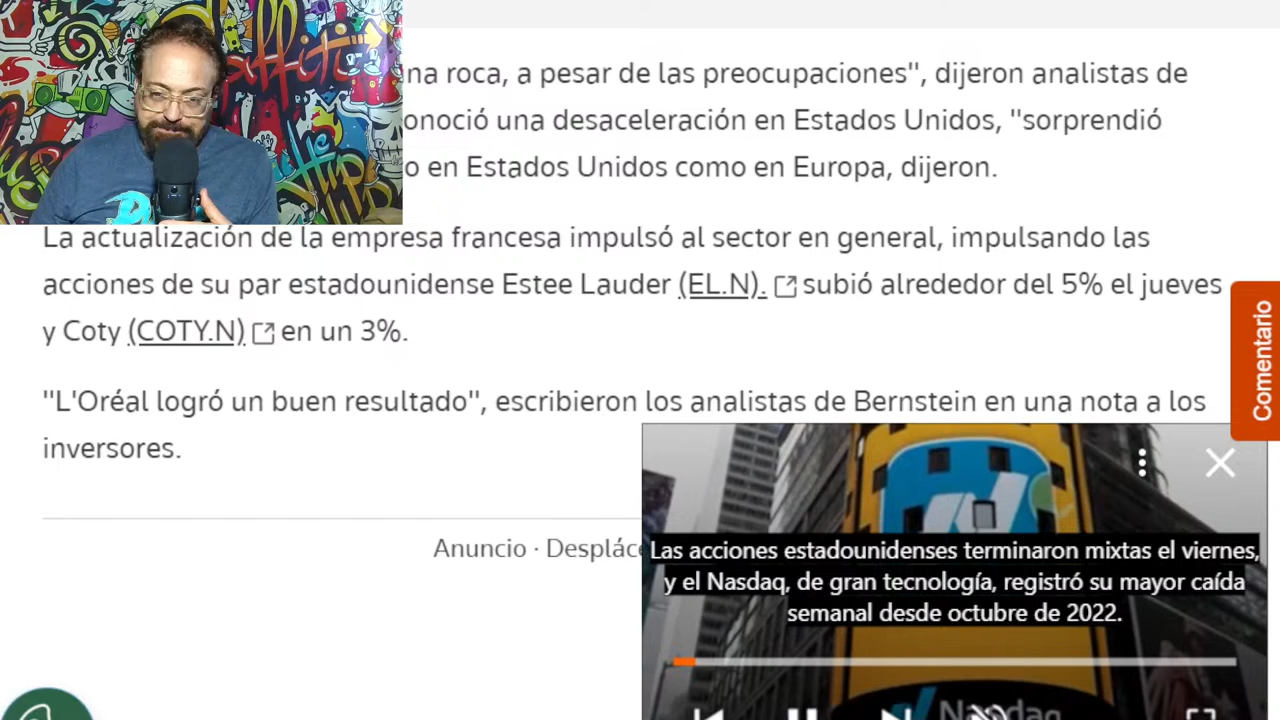 na roca, a pesar de las preocupaciones", dijeron analistas de
onoció una desaceleración en Estados Unidos, "sorprendió
o en Estados Unidos como en Europa, dijeron.
La actualización de la empresa francesa impulsó al sector en general, impulsando las
acciones de su par estadounidense Estee Lauder (EL.N). subió alrededor del 5% el jueves
y Coty (COTY.N) en un 3%.
"L'Oréal logró un buen resultado", escribieron los analistas de Bernstein en una nota a los
inversores.
Comentario
Anuncio · Despláce
Las acciones estadounidenses terminaron mixtas el viernes,
y el Nasdaq, de gran tecnología, registró su mayor caída
semanal desde octubre de 2022.
Nasdaq